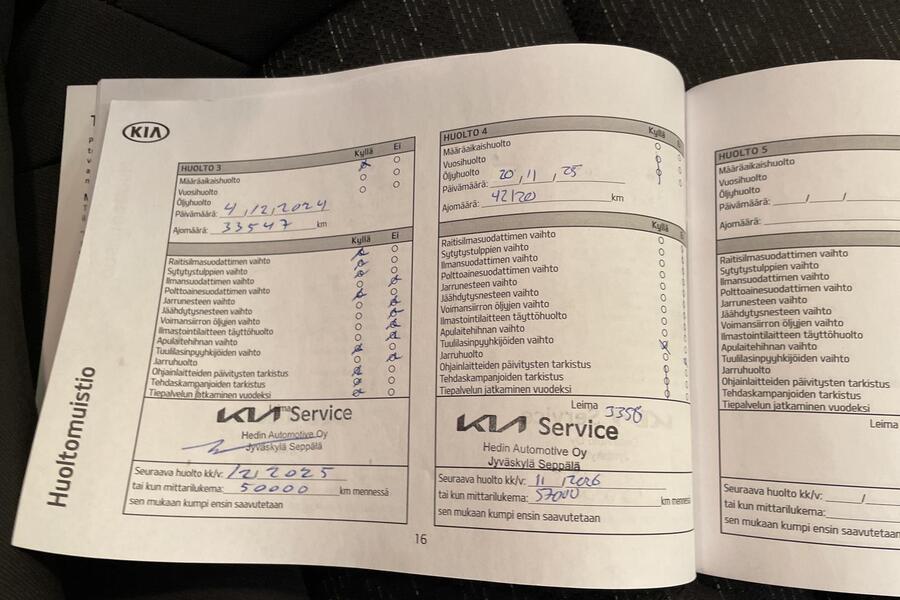 KIA
Huoltomuistio
HUOLTO 3
Kyllä Ei
Määräaikaishuolto
Vuosihuolto
Öljyhuolto
Päivämäärä: 4,12,2024
Ajomäärä: 33547 km
Kyllä Ei
Raitisilmasuodattimen vaihto
Sytytystulppien vaihto
Ilmansuodattimen vaihto
Polttoainesuodattimen vaihto
Jarrunesteen vaihto
Jäähdytysnesteen vaihto
Voimansiirron öljyjen vaihto
Ilmastointilaitteen täyttöhuolto
Apulaitehihnan vaihto
Tuulilasinpyyhkijöiden vaihto
Jarruhuolto
Ohjainlaitteiden päivitysten tarkistus
Tehdaskampanjoiden tarkistus
Tiepalvelun jatkaminen vuodeksi
Leima
KIA Service
Hedin Automotive Oy
Jyväskylä Seppälä
Seuraava huolto kk/v: 12,2025
tai kun mittarilukema: 50000 km mennessä
sen mukaan kumpi ensin saavutetaan
HUOLTO 4
Kyllä
Määräaikaishuolto
Vuosihuolto
Öljyhuolto
Päivämäärä: 20,11,25
Ajomäärä: 42120 km
Kyllä
Raitisilmasuodattimen vaihto
Sytytystulppien vaihto
Ilmansuodattimen vaihto
Polttoainesuodattimen vaihto
Jarrunesteen vaihto
Jäähdytysnesteen vaihto
Voimansiirron öljyjen vaihto
Ilmastointilaitteen täyttöhuolto
Apulaitehihnan vaihto
Tuulilasinpyyhkijöiden vaihto
Jarruhuolto
Ohjainlaitteiden päivitysten tarkistus
Tehdaskampanjoiden tarkistus
Tiepalvelun jatkaminen vuodeksi
Leima 3358
KIA Service
Hedin Automotive Oy
Jyväskylä Seppälä
Seuraava huolto kk/v: 11,2026
tai kun mittarilukema: 57000 km
sen mukaan kumpi ensin saavutetaan
16
HUOLTO 5
Määräaikaishuolto
Vuosihuolto
Öljyhuolto
Päivämäärä: / /
Ajomäärä:
Raitisilmasuodattimen vaihto
Sytytystulppien vaihto
Ilmansuodattimen vaihto
Polttoainesuodattimen vaihto
Jarrunesteen vaihto
Jäähdytysnesteen vaihto
Voimansiirron öljyjen vaihto
Ilmastointilaitteen täyttöhuolto
Apulaitehihnan vaihto
Tuulilasinpyyhkijöiden vaihto
Jarruhuolto
Ohjainlaitteiden päivitysten tarkistus
Tehdaskampanjoiden tarkistus
Tiepalvelun jatkaminen vuodeksi
Leima
Seuraava huolto kk/v: /
tai kun mittarilukema:
sen mukaan kumpi ensin saavutetaan